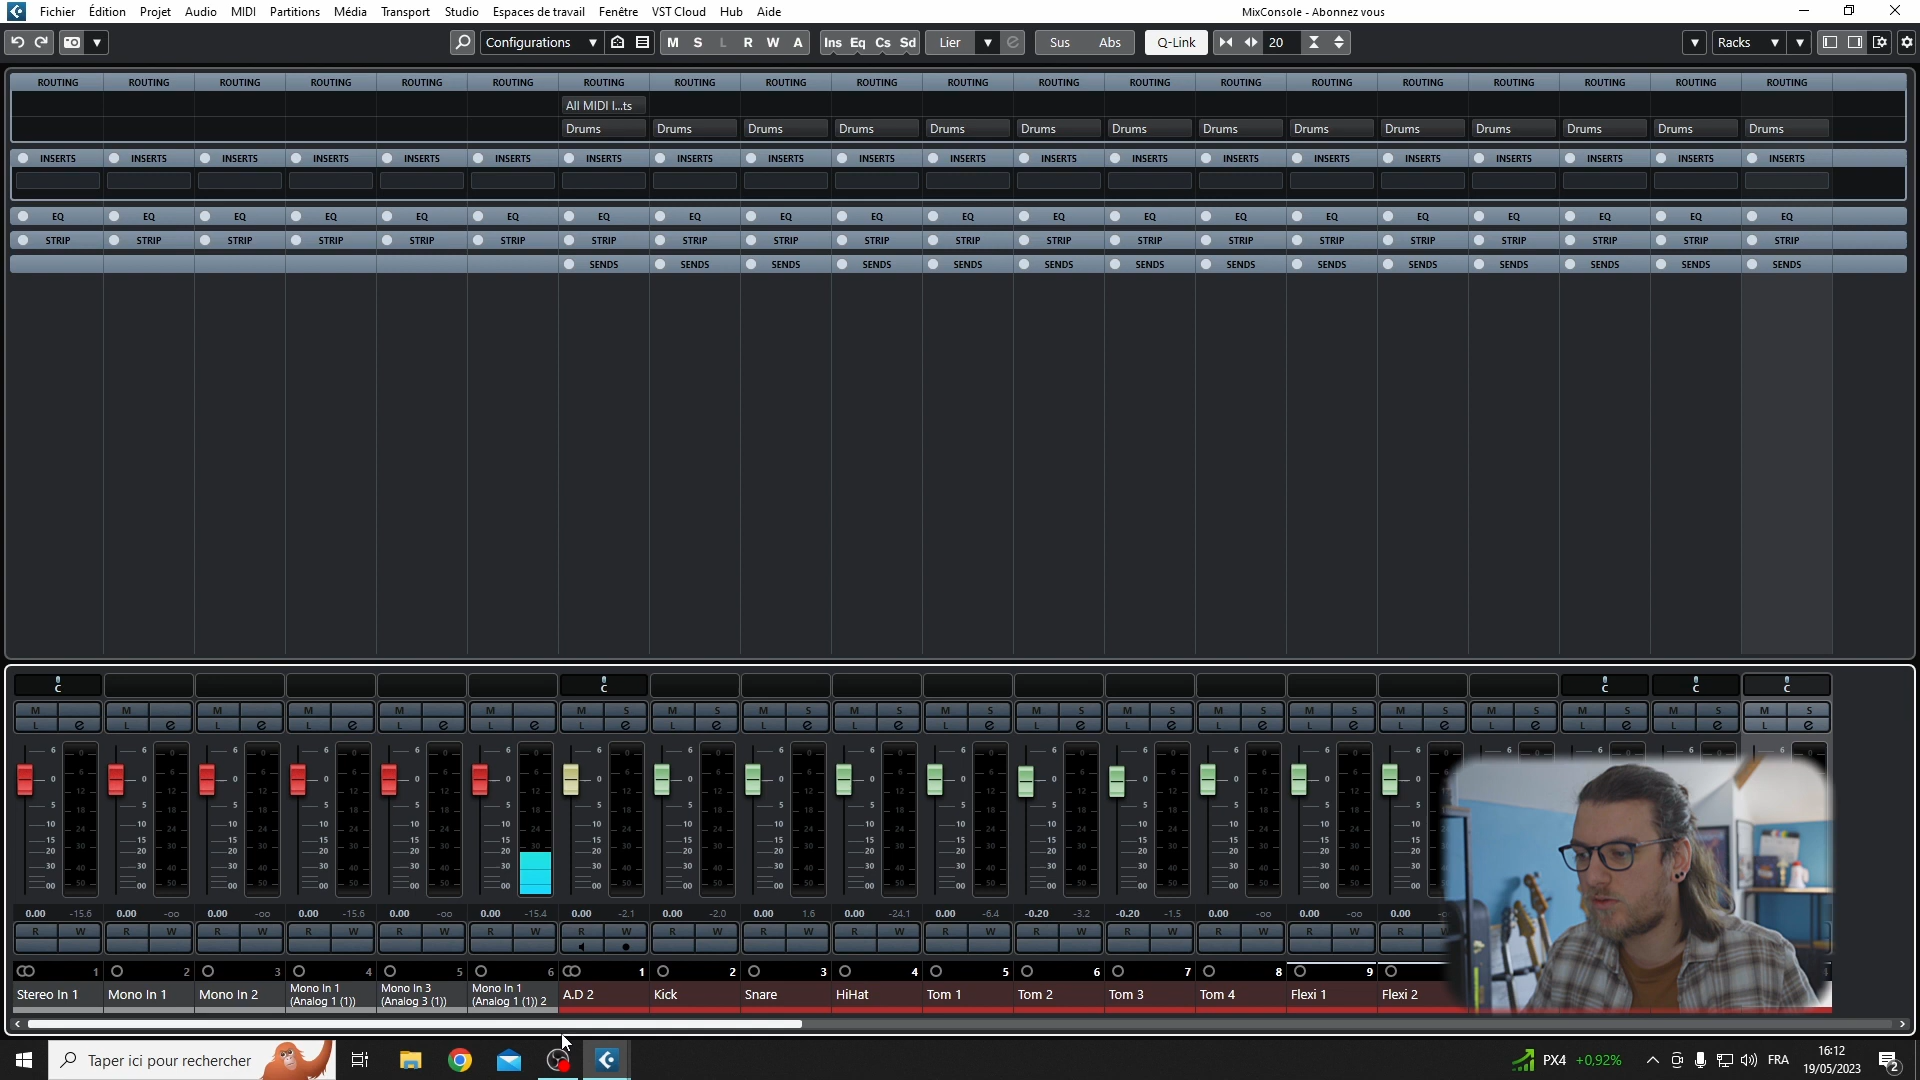 Fichier Édition Projet Audio MIDI Partitions Média Transport Studio Espaces de travail Fenêtre VST Cloud Hub Aide MixConsole - Abonnez vous
Configurations M S L R W A Ins Eq Cs Sd Lier Sus Abs Q-Link 20 Racks
ROUTING ROUTING ROUTING ROUTING ROUTING ROUTING ROUTING ROUTING ROUTING ROUTING ROUTING ROUTING ROUTING ROUTING ROUTING ROUTING ROUTING ROUTING ROUTING ROUTING
All MIDI I...ts
Drums Drums Drums Drums Drums Drums Drums Drums Drums Drums Drums Drums Drums Drums
INSERTS INSERTS INSERTS INSERTS INSERTS INSERTS INSERTS INSERTS INSERTS INSERTS INSERTS INSERTS INSERTS INSERTS INSERTS INSERTS INSERTS INSERTS INSERTS INSERTS
EQ EQ EQ EQ EQ EQ EQ EQ EQ EQ EQ EQ EQ EQ EQ EQ EQ EQ EQ EQ
STRIP STRIP STRIP STRIP STRIP STRIP STRIP STRIP STRIP STRIP STRIP STRIP STRIP STRIP STRIP STRIP STRIP STRIP STRIP STRIP
SENDS SENDS SENDS SENDS SENDS SENDS SENDS SENDS SENDS SENDS SENDS SENDS SENDS SENDS
C C C C C
M M M M M M M S M S M S M S M S M S M S M S M S M S M S M S M S M S
L e L e L e L e L e L e L e L e L e L e L e L e L e L e L e L e L e L e L e L e
0.00 -15.6 0.00 -oo 0.00 -oo 0.00 -15.6 0.00 -oo 0.00 -15.4 0.00 -2.1 0.00 -2.0 0.00 1.6 0.00 -24.1 0.00 -6.4 -0.20 -3.2 -0.20 -1.5 0.00 -oo 0.00 -oo 0.00
R W R W R W R W R W R W R W R W R W R W R W R W R W R W R W R W
1 2 3 4 5 6 1 2 3 4 5 6 7 8 9
Stereo In 1 Mono In 1 Mono In 2 Mono In 1 (Analog 1 (1)) Mono In 3 (Analog 3 (1)) Mono In 1 (Analog 1 (1)) 2 A.D 2 Kick Snare HiHat Tom 1 Tom 2 Tom 3 Tom 4 Flexi 1 Flexi 2
Taper ici pour rechercher PX4 +0,92% FRA 16:12
19/05/2023 2